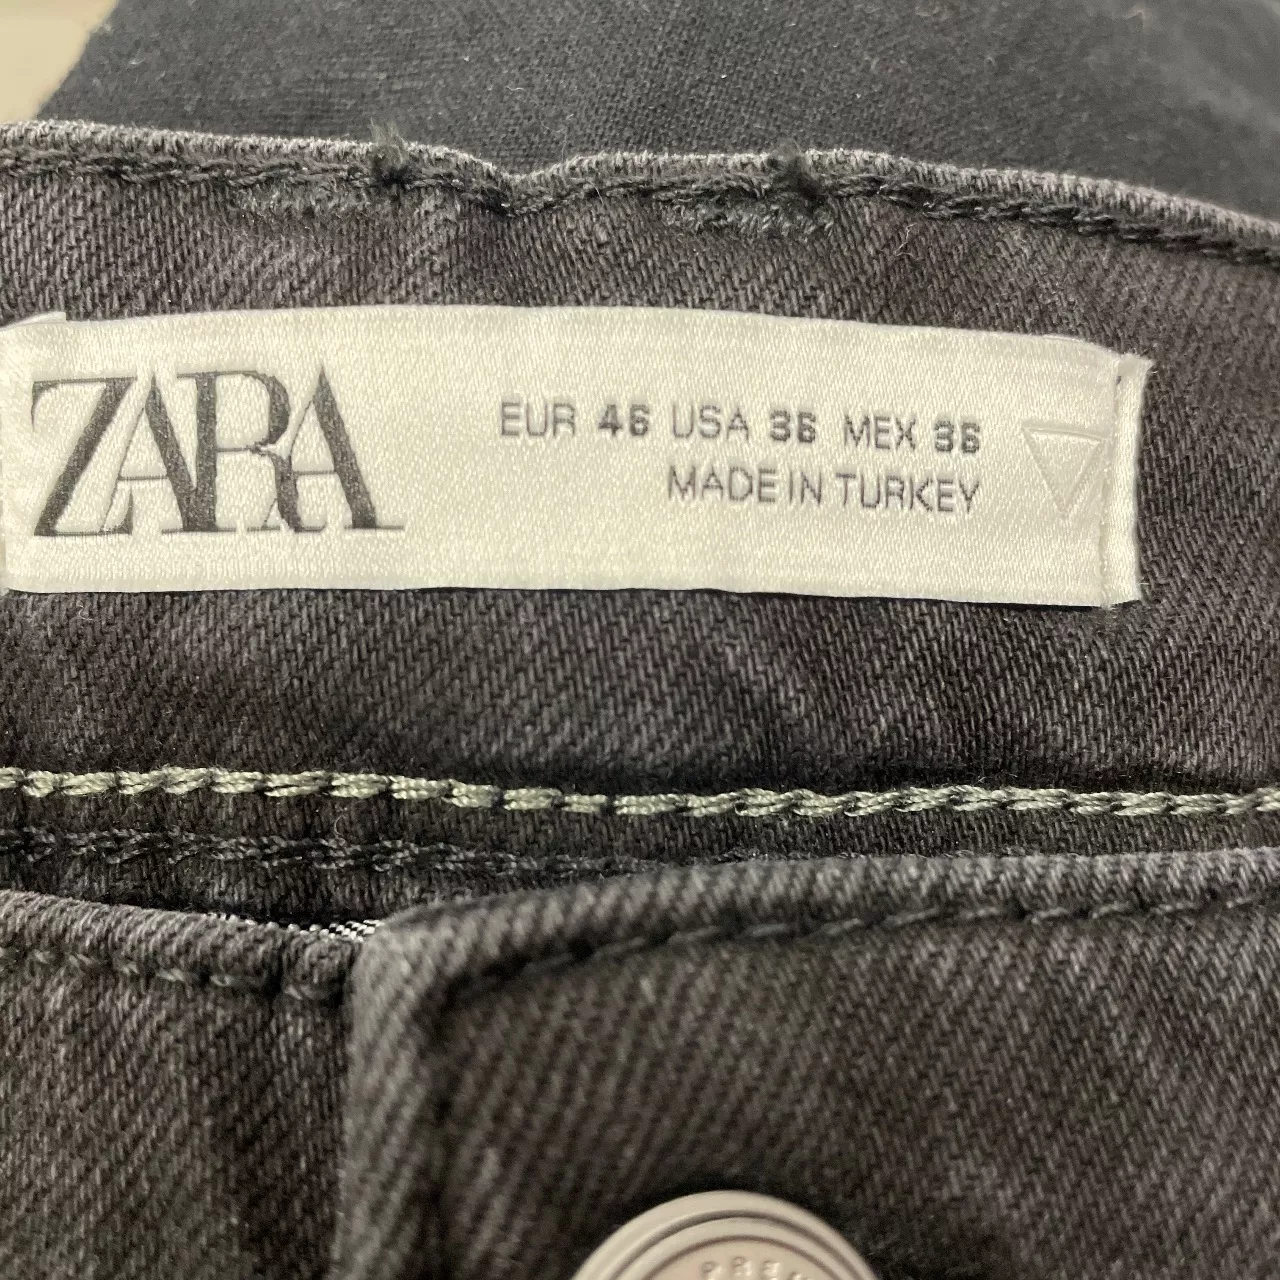 ZARA
EUR 46 USA 36 MEX 36
MADE IN TURKEY